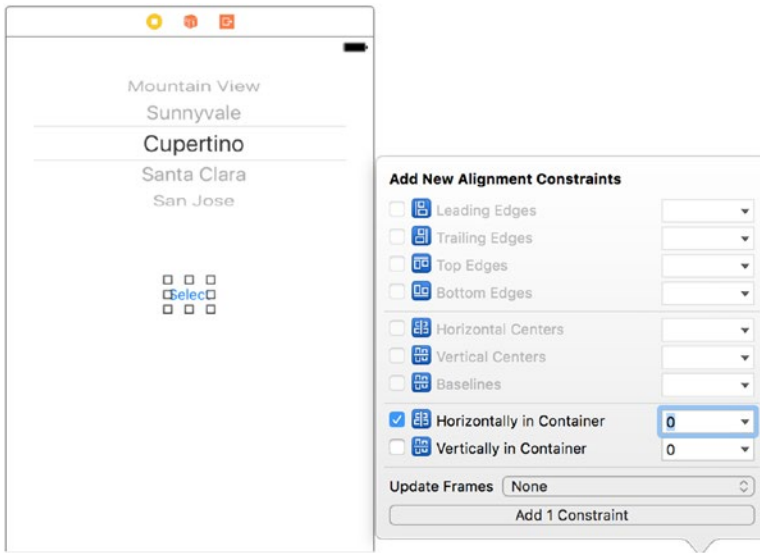 Mountain View
Sunnyvale
Cupertino
Santa Clara
San Jose
Select
Add New Alignment Constraints
Leading Edges
Trailing Edges
Top Edges
Bottom Edges
Horizontal Centers
Vertical Centers
Baselines
Horizontally in Container 0
Vertically in Container 0
Update Frames None
Add 1 Constraint